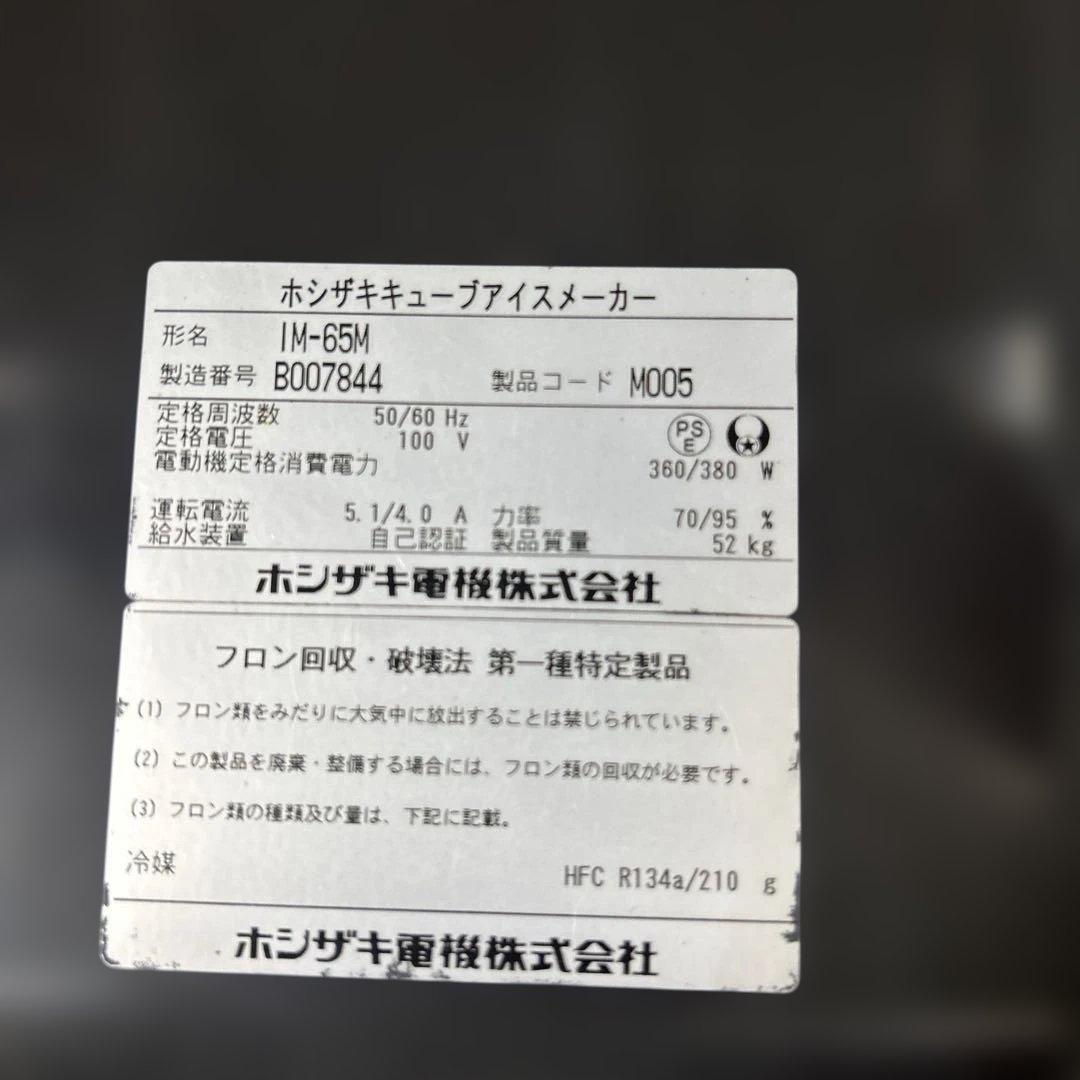 ホシザキキューブアイスメーカー
形名 IM-65M
製造番号 B007844 製品コード M005
定格周波数 50/60 Hz
定格電圧 100 V
PS E
電動機定格消費電力 360/380 W
運転電流 5.1/4.0 A 力率 70/95 %
給水装置 自己認証 製品質量 52 kg
ホシザキ電機株式会社
フロン回収・破壊法 第一種特定製品
(1) フロン類をみだりに大気中に放出することは禁じられています。
(2) この製品を廃棄・整備する場合には、フロン類の回収が必要です。
(3) フロン類の種類及び量は、下記に記載。
冷媒 HFC R134a/210 g
ホシザキ電機株式会社